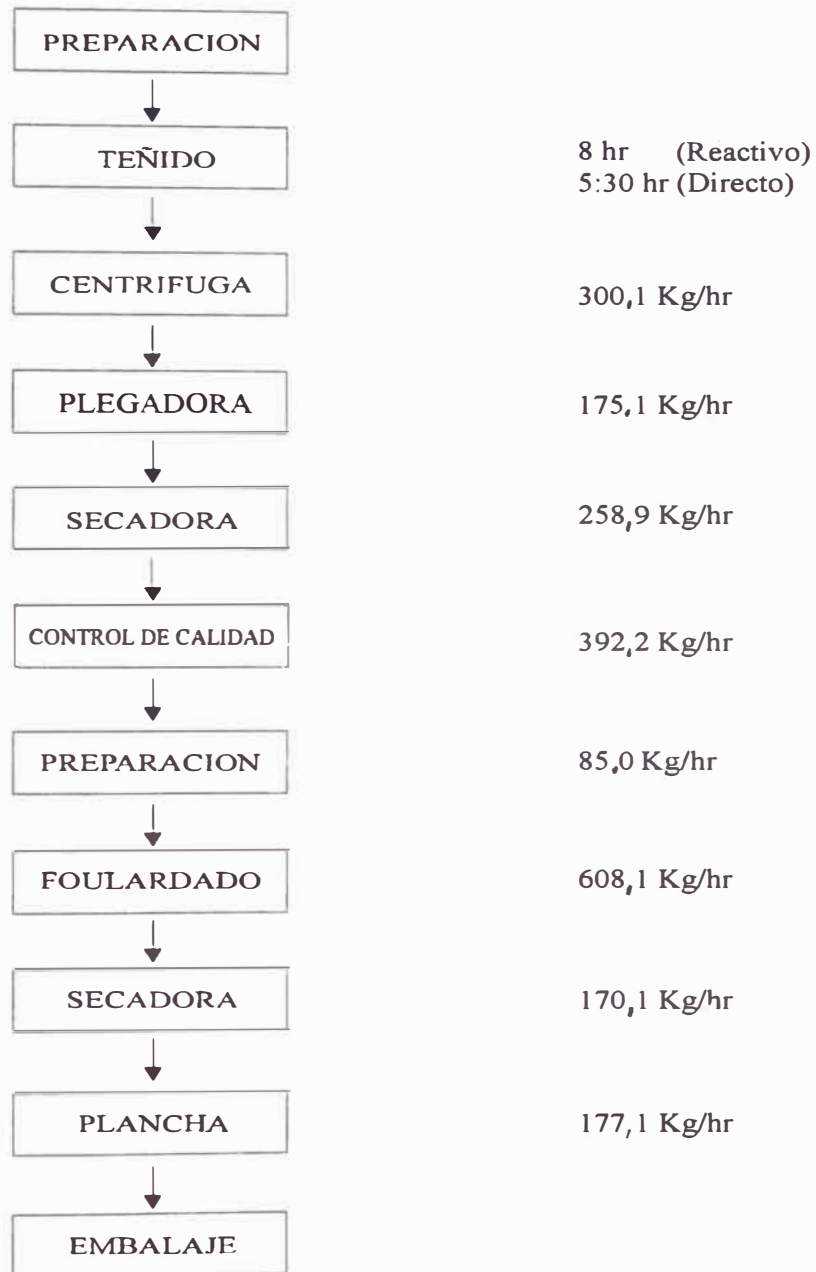 PREPARACION
TEÑIDO
8 hr (Reactivo)
5:30 hr (Directo)
CENTRIFUGA
300,1 Kg/hr
PLEGADORA
175,1 Kg/hr
SECADORA
258,9 Kg/hr
CONTROL DE CALIDAD
392,2 Kg/hr
PREPARACION
85,0 Kg/hr
FOULARDADO
608,1 Kg/hr
SECADORA
170,1 Kg/hr
PLANCHA
177,1 Kg/hr
EMBALAJE